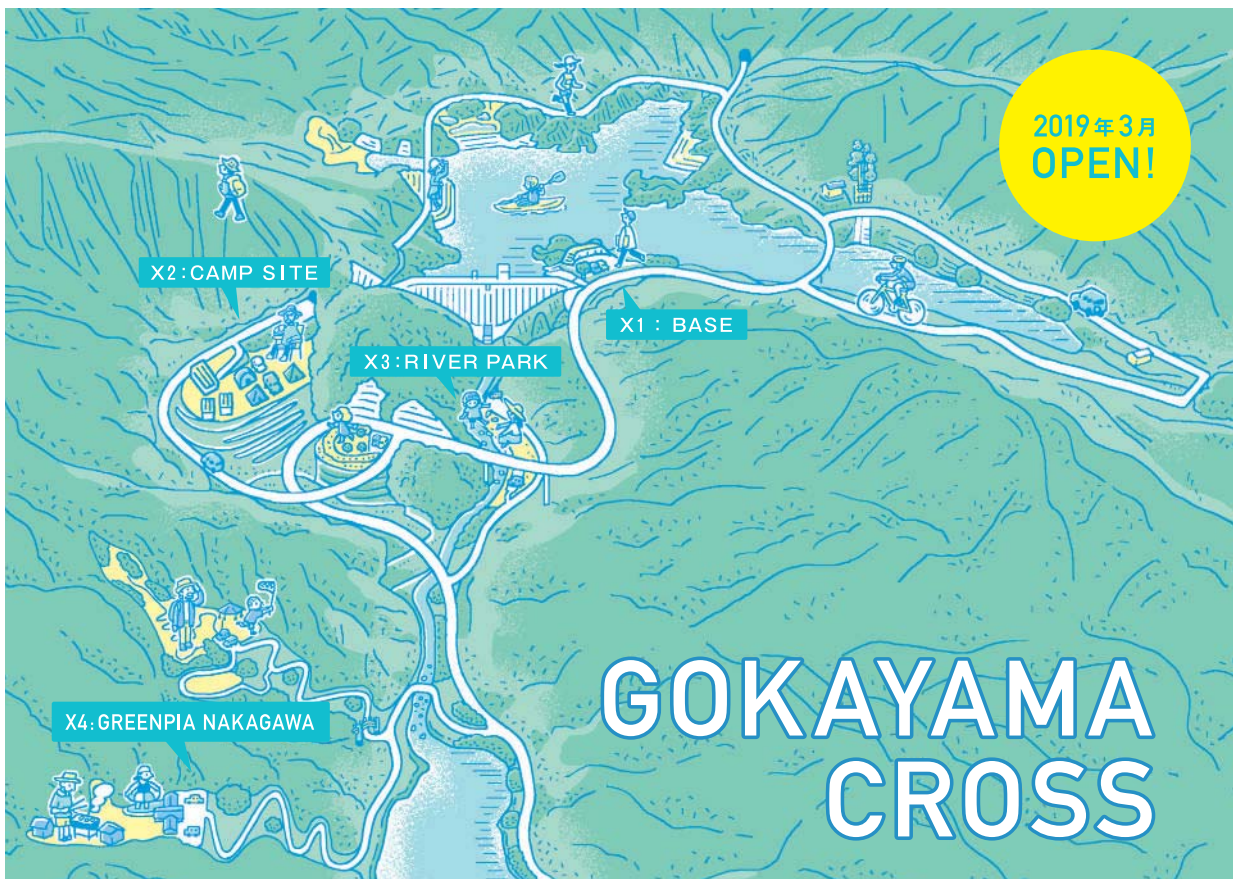 2019年3月
OPEN!
X2:CAMP SITE
X1 : BASE
X3:RIVER PARK
X4:GREENPIA NAKAGAWA
GOKAYAMA
CROSS